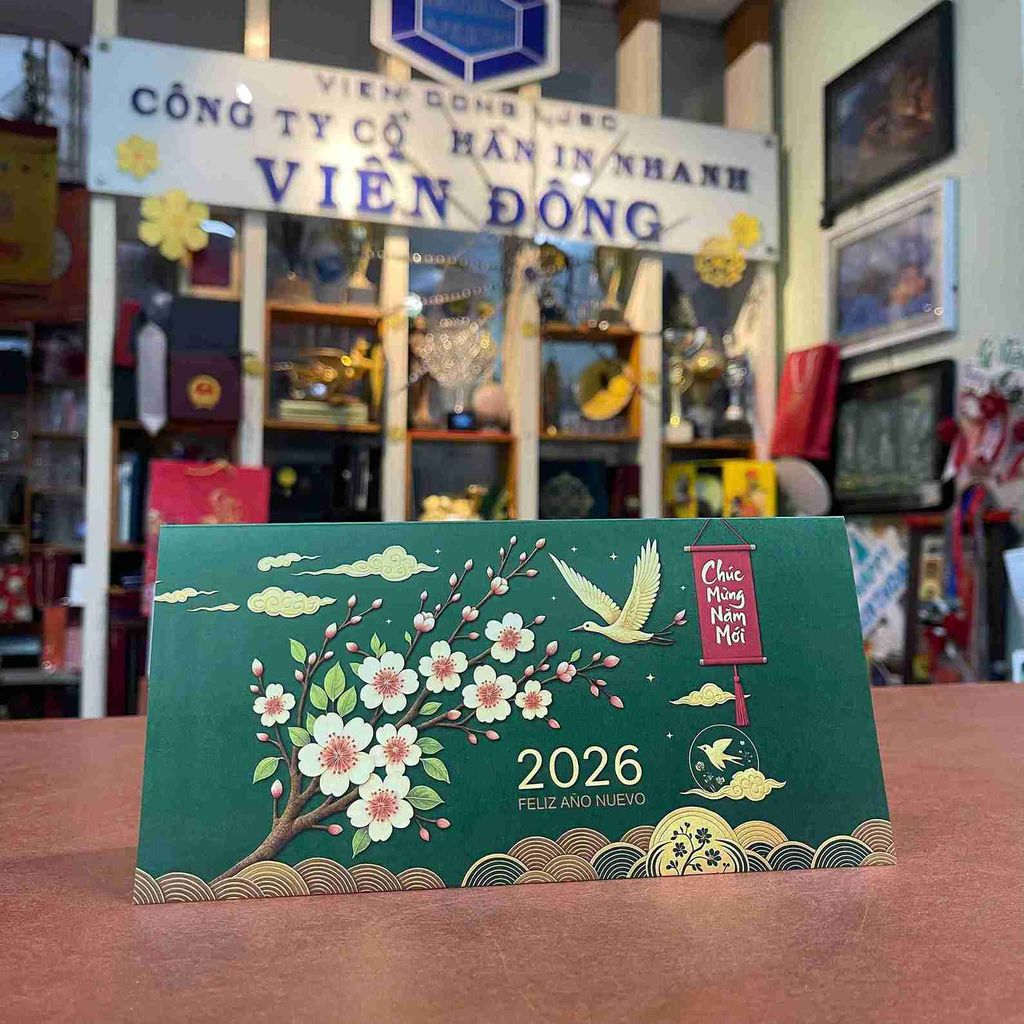 VIEN DONG .,JSC
CÔNG TY CỔ PHẦN IN NHANH
VIỄN ĐÔNG
Chúc
Mừng
Năm
Mới
2026
FELIZ AÑO NUEVO